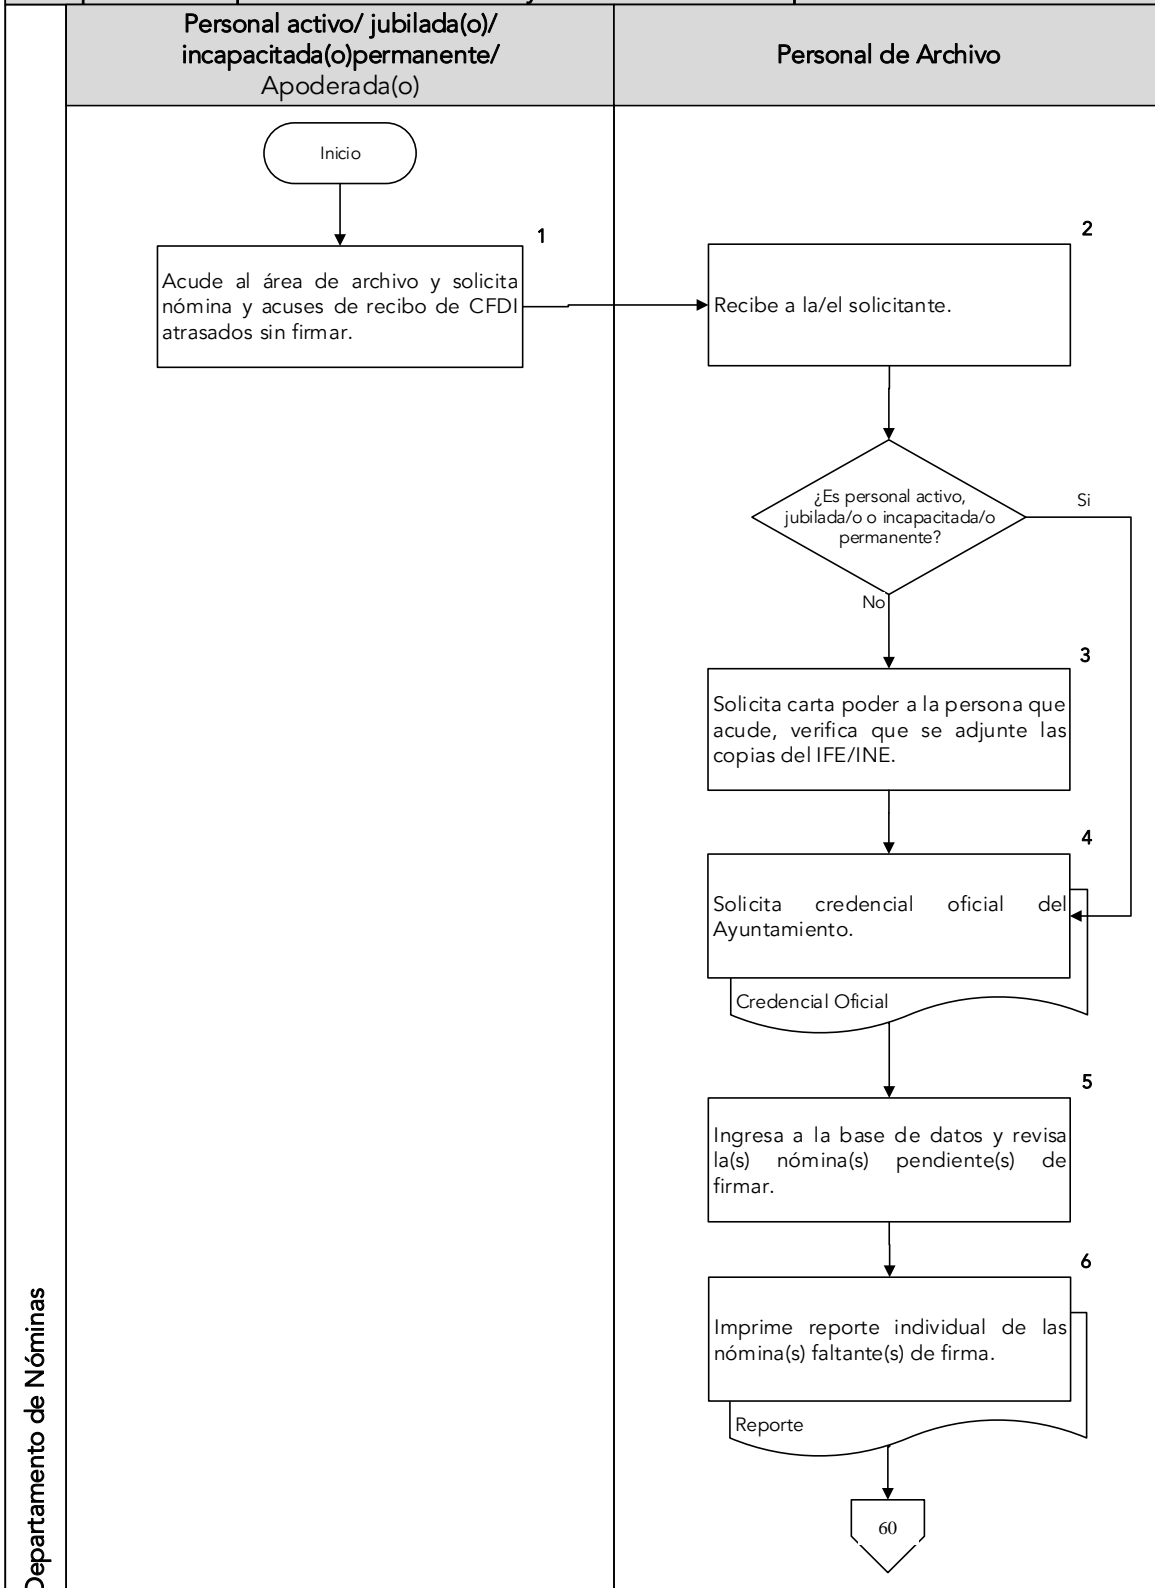 Personal activo/ jubilada(o)/
incapacitada(o)permanente/
Apoderada(o)
Personal de Archivo
Inicio
1
Acude al área de archivo y solicita
nómina y acuses de recibo de CFDI
atrasados sin firmar.
2
Recibe a la/el solicitante.
¿Es personal activo,
jubilada/o o incapacitada/o
permanente?
Si
No
3
Solicita carta poder a la persona que
acude, verifica que se adjunte las
copias del IFE/INE.
4
Solicita credencial oficial del
Ayuntamiento.
Credencial Oficial
5
Ingresa a la base de datos y revisa
la(s) nómina(s) pendiente(s) de
firmar.
6
Imprime reporte individual de las
nómina(s) faltante(s) de firma.
Reporte
60
Departamento de Nóminas